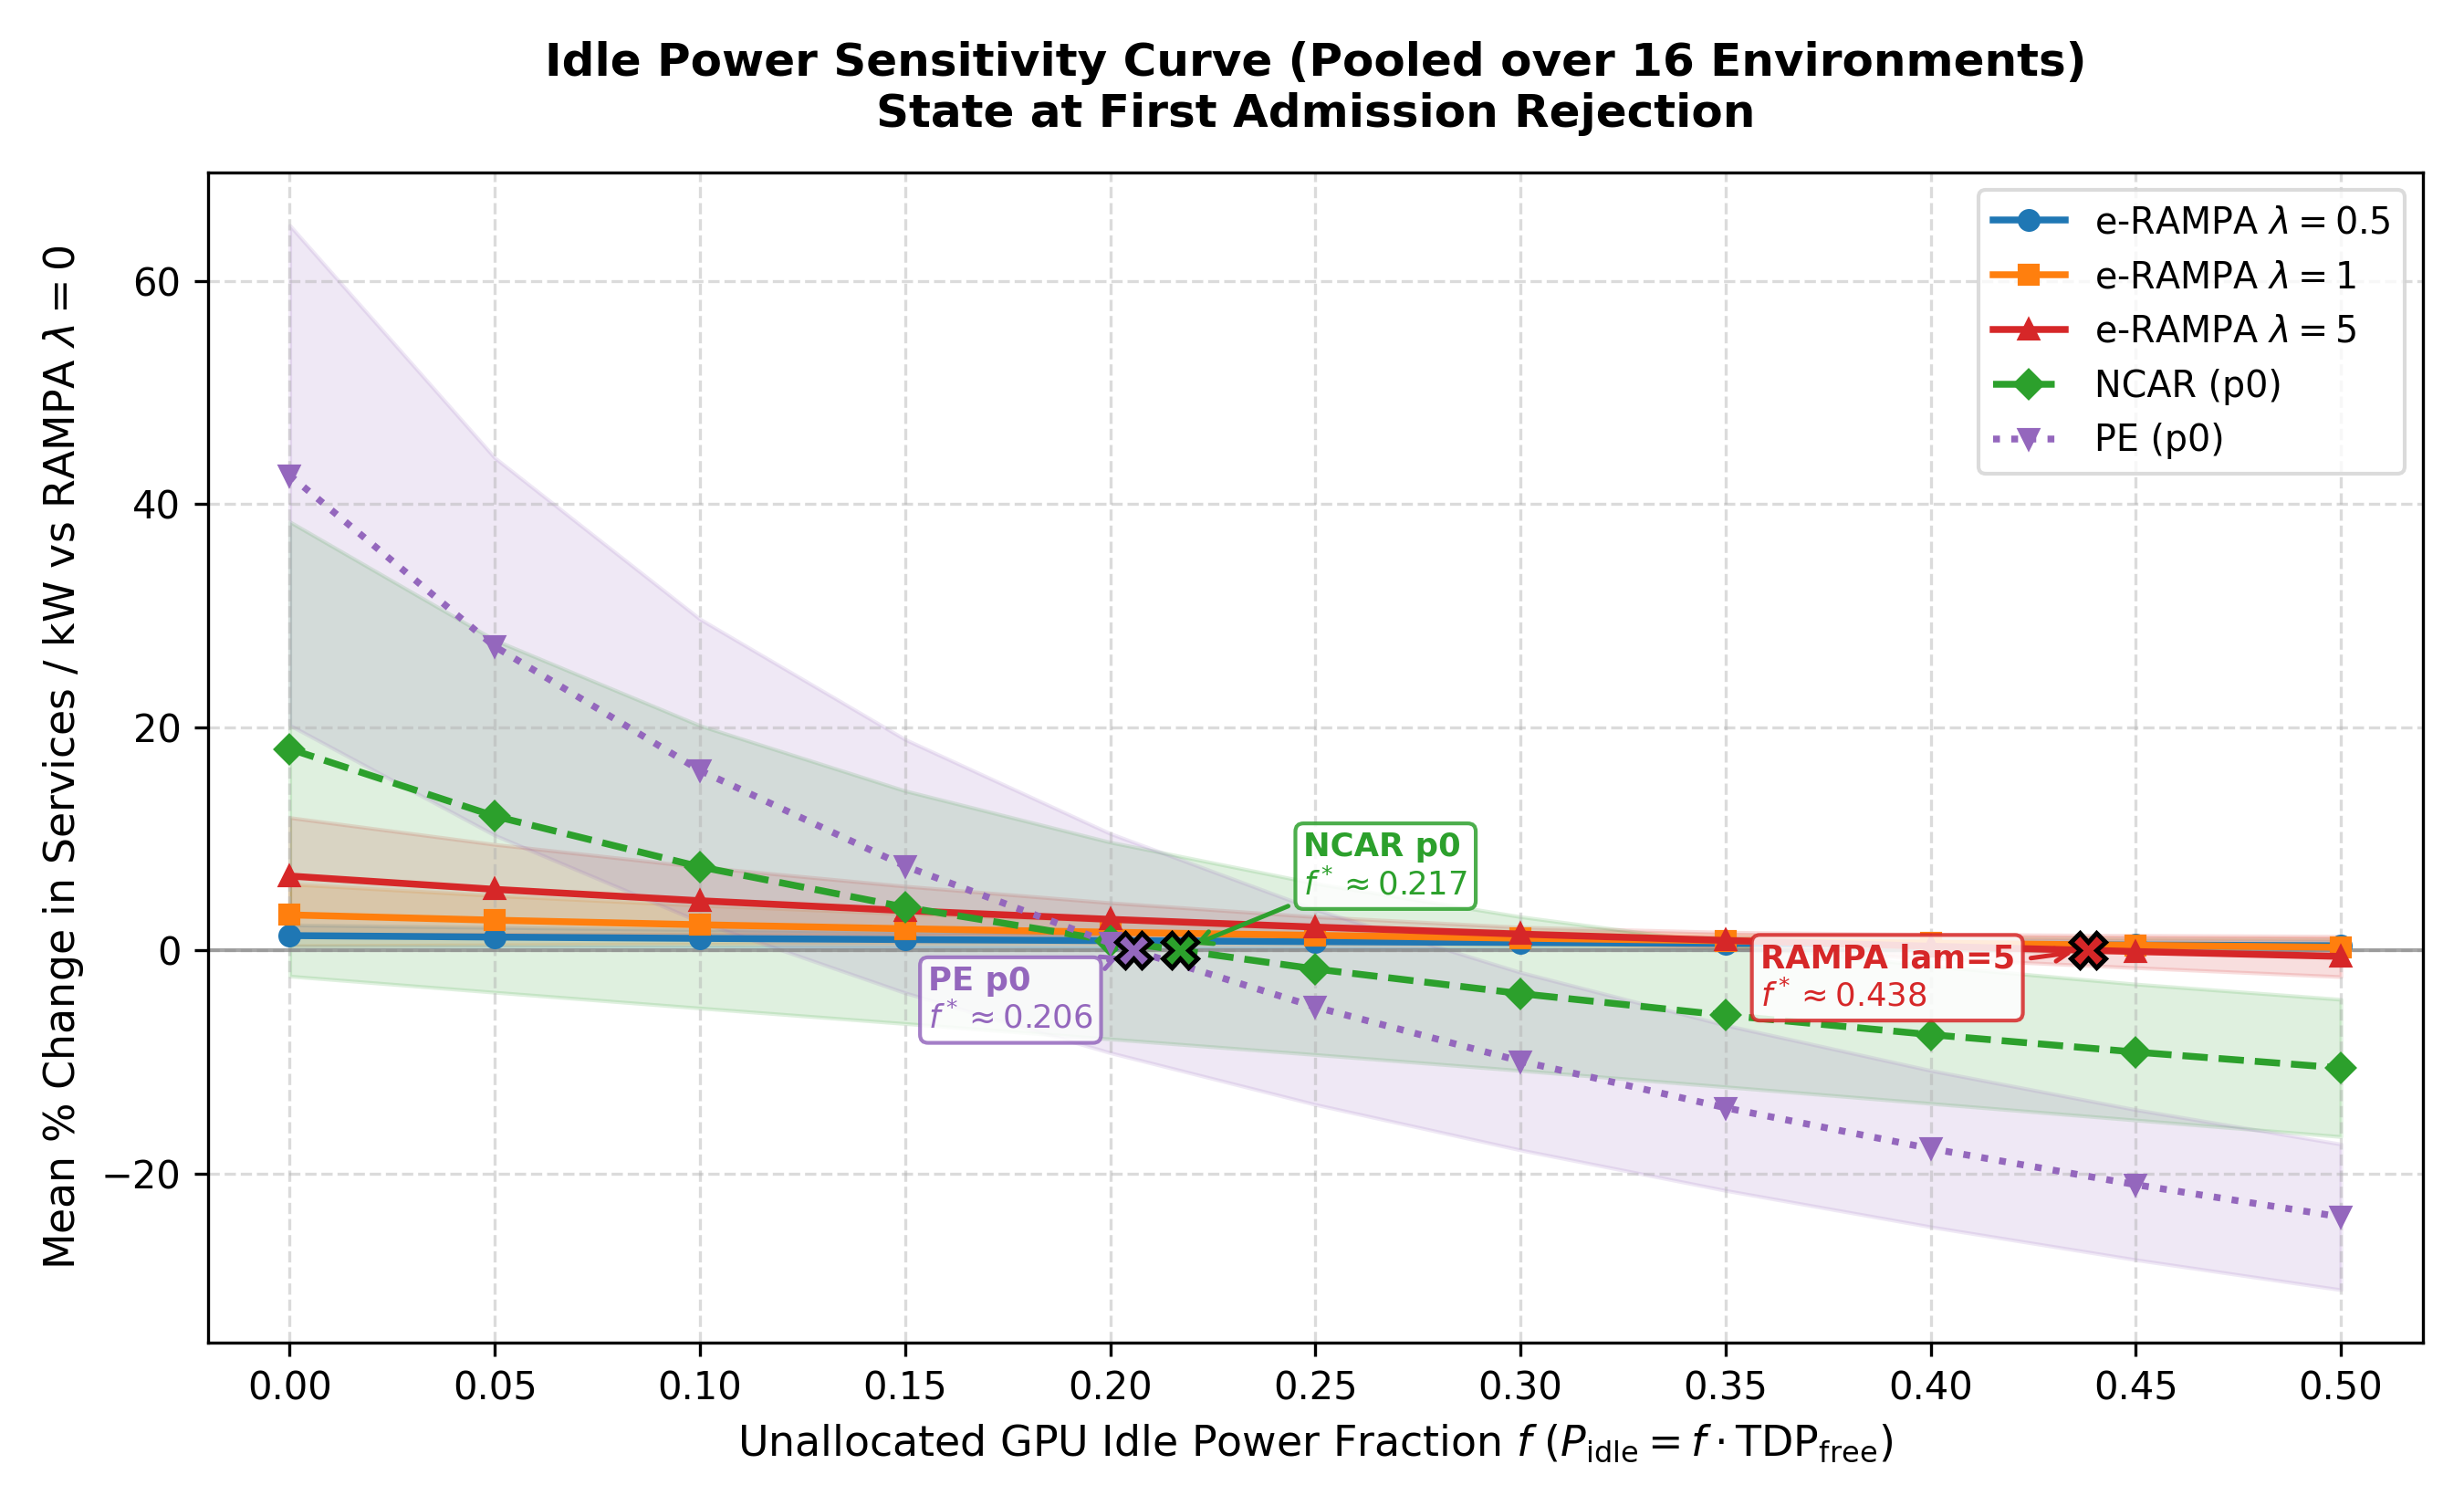 Idle Power Sensitivity Curve (Pooled over 16 Environments)
State at First Admission Rejection
Mean % Change in Services / kW vs RAMPA λ = 0
60
40
20
0
−20
e-RAMPA λ = 0.5
e-RAMPA λ = 1
e-RAMPA λ = 5
NCAR (p0)
PE (p0)
NCAR p0
f* ≈ 0.217
PE p0
f* ≈ 0.206
RAMPA lam=5
f* ≈ 0.438
0.00 0.05 0.10 0.15 0.20 0.25 0.30 0.35 0.40 0.45 0.50
Unallocated GPU Idle Power Fraction f (P_idle = f · TDP_free)